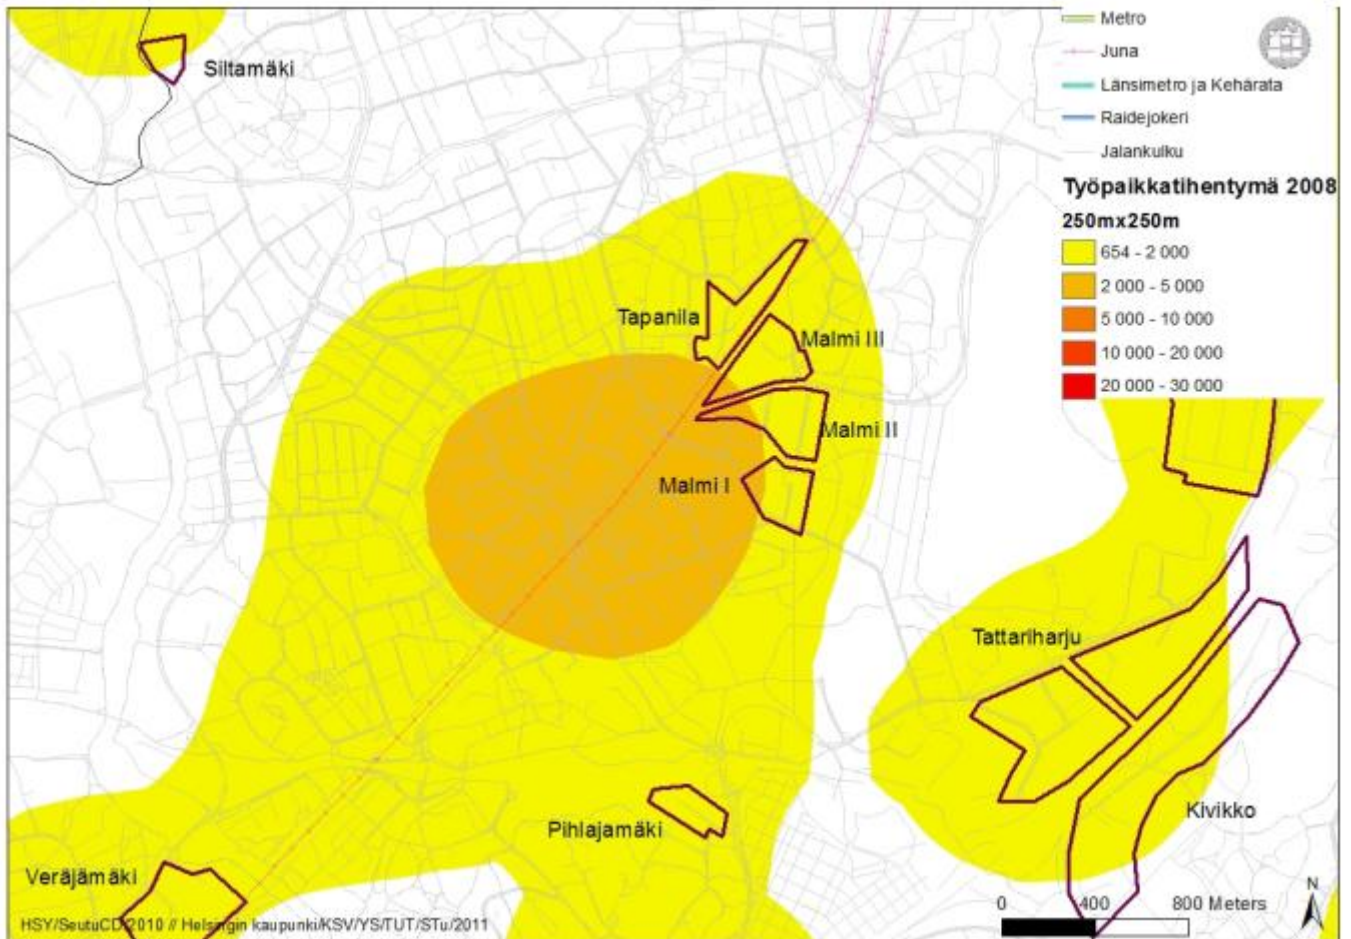 Metro
Juna
Länsimetro ja Kehärata
Raidejokeri
Jalankulku
Työpaikkatihentymä 2008
250mx250m
654 - 2 000
2 000 - 5 000
5 000 - 10 000
10 000 - 20 000
20 000 - 30 000
Siltamäki
Tapanila
Malmi III
Malmi II
Malmi I
Tattariharju
Kivikko
Pihlajamäki
Veräjämäki
HSY/SeutuCD 2010 // Helsingin kaupunki/KSV/YS/TUT/STu/2011
0 400 800 Meters
N